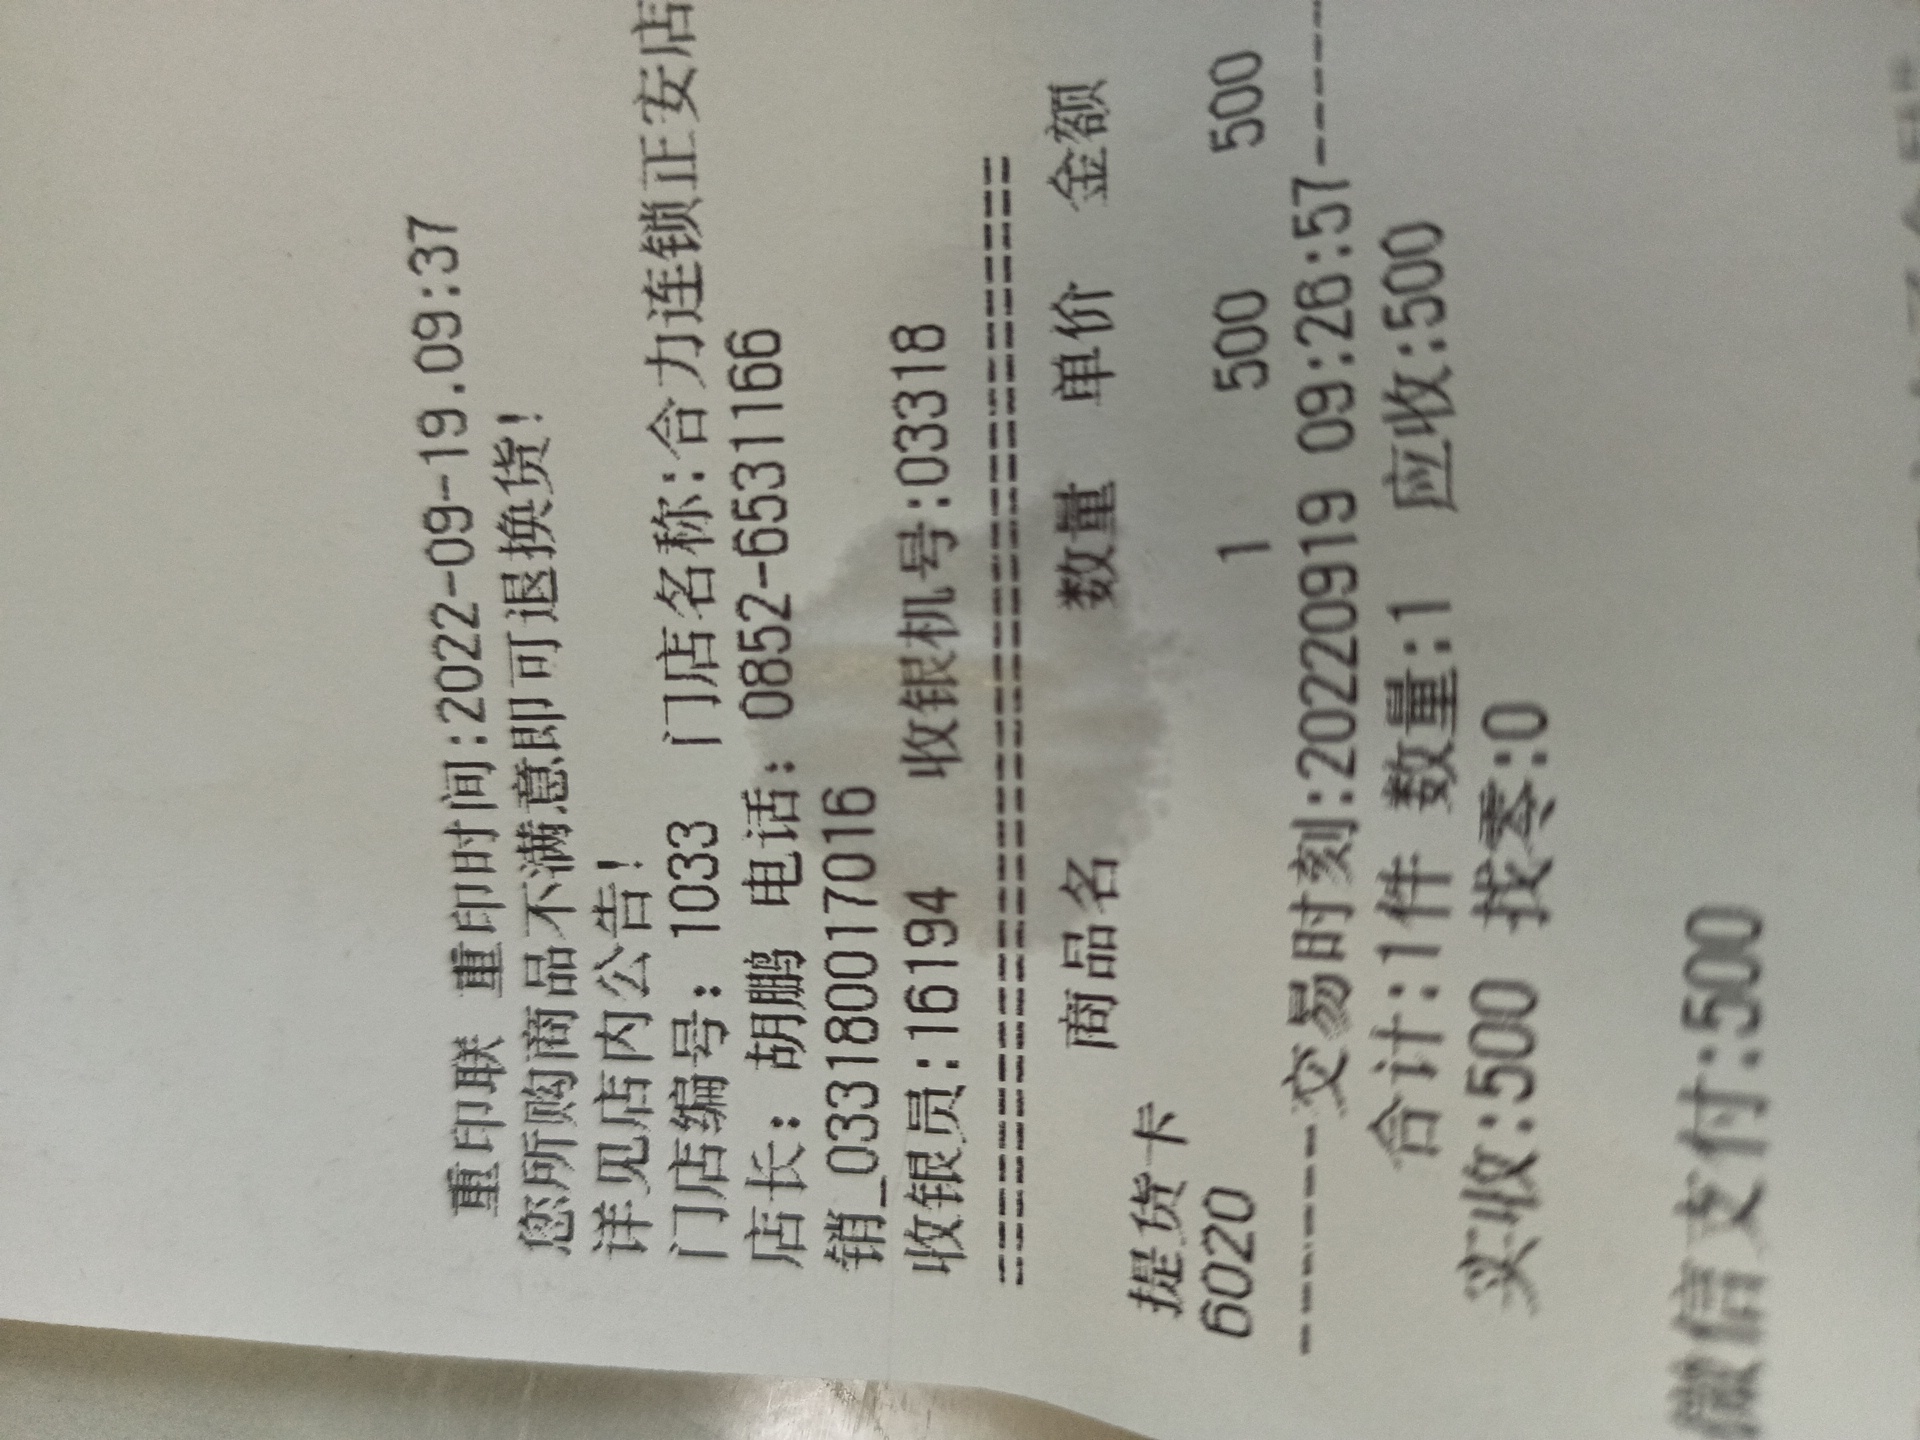 重印联 重印时间:2022-09-19.09:37
您所购商品不满意即可退换货!
详见店内公告!
门店编号: 1033 门店名称:合力连锁正安店
店长: 胡鹏 电话: 0852-6531166
销_033180017016
收银员:16194 收银机号:03318
==========================================
商品名 数量 单价 金额
提货卡
6020 1 500 500
------交易时刻:20220919 09:26:57------
合计:1件 数量:1 应收:500
实收:500 找零:0
微信支付:500